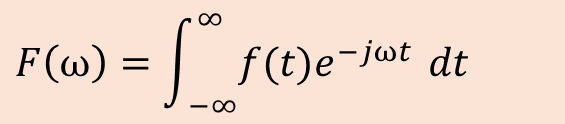 F(ω) = ∫_{-∞}^{∞} f(t)e^{-jωt} dt